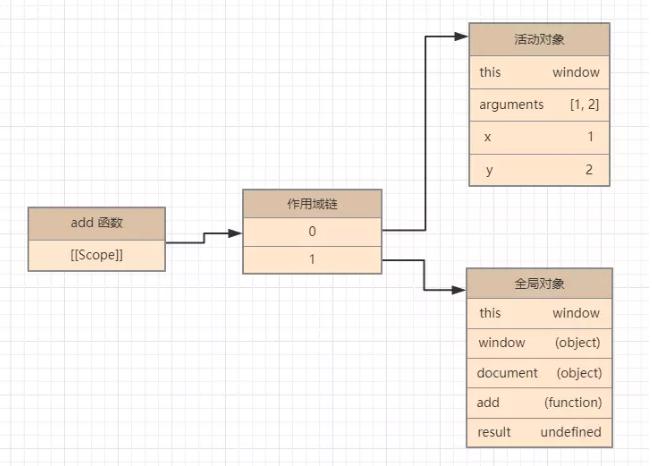 add 函数
[[Scope]]
作用域链
0
1
活动对象
this window
arguments [1, 2]
x 1
y 2
全局对象
this window
window (object)
document (object)
add (function)
result undefined